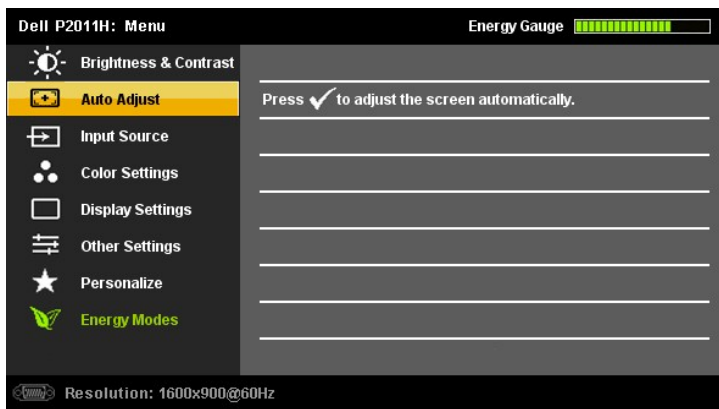 Dell P2011H: Menu
Energy Gauge
Brightness & Contrast
Auto Adjust
Press ✓ to adjust the screen automatically.
Input Source
Color Settings
Display Settings
Other Settings
Personalize
Energy Modes
Resolution: 1600x900@60Hz